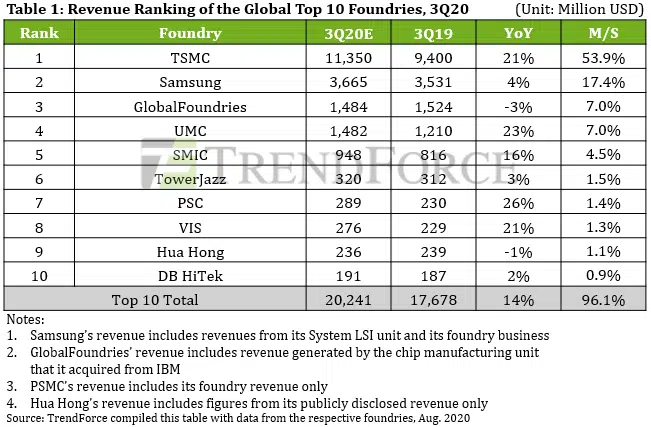 Table 1: Revenue Ranking of the Global Top 10 Foundries, 3Q20 (Unit: Million USD)
Rank Foundry 3Q20E 3Q19 YoY M/S
1 TSMC 11,350 9,400 21% 53.9%
2 Samsung 3,665 3,531 4% 17.4%
3 GlobalFoundries 1,484 1,524 -3% 7.0%
4 UMC 1,482 1,210 23% 7.0%
5 SMIC 948 816 16% 4.5%
TRENDFORCE
6 TowerJazz 320 312 3% 1.5%
7 PSC 289 230 26% 1.4%
8 VIS 276 229 21% 1.3%
9 Hua Hong 236 239 -1% 1.1%
10 DB HiTek 191 187 2% 0.9%
Top 10 Total 20,241 17,678 14% 96.1%
Notes:
1. Samsung's revenue includes revenues from its System LSI unit and its foundry business
2. GlobalFoundries' revenue includes revenue generated by the chip manufacturing unit
that it acquired from IBM
3. PSMC's revenue includes its foundry revenue only
4. Hua Hong's revenue includes figures from its publicly disclosed revenue only
Source: TrendForce compiled this table with data from the respective foundries, Aug. 2020